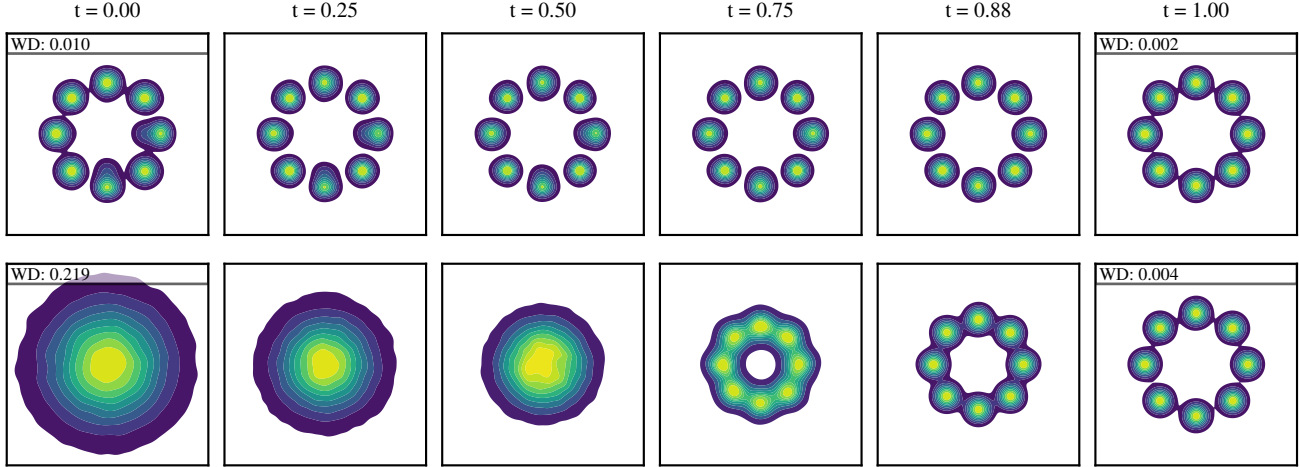 t = 0.00
t = 0.25
t = 0.50
t = 0.75
t = 0.88
t = 1.00
WD: 0.010
WD: 0.002
WD: 0.219
WD: 0.004